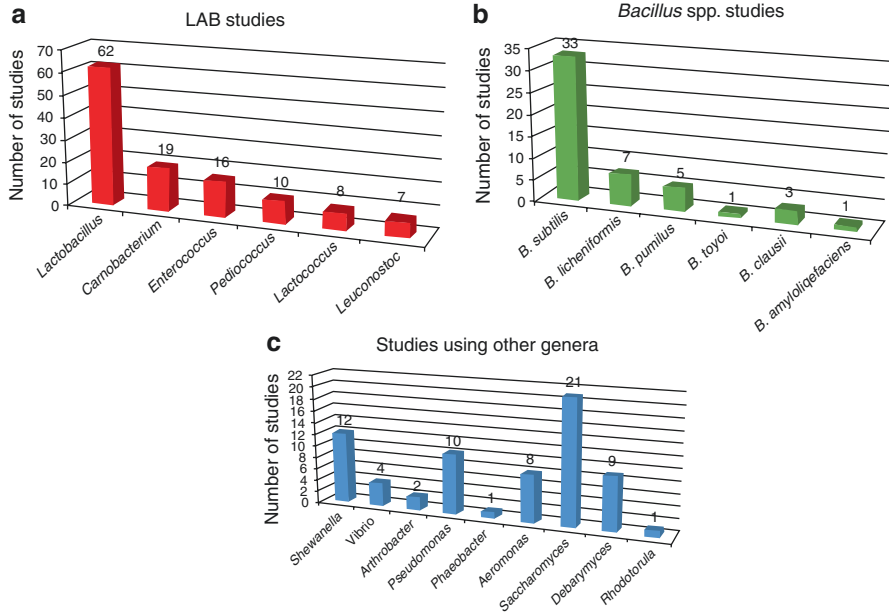 a
LAB studies
Number of studies
70
60
50
40
30
20
10
0
62
19
16
10
8
7
Lactobacillus
Carnobacterium
Enterococcus
Pediococcus
Lactococcus
Leuconostoc
b
Bacillus spp. studies
Number of studies
35
30
25
20
15
10
5
0
33
7
5
1
3
1
B. subtilis
B. licheniformis
B. pumilus
B. toyoi
B. clausii
B. amyloliqefaciens
c
Studies using other genera
Number of studies
22
20
18
16
14
12
10
8
6
4
2
0
12
4
2
10
1
8
21
9
1
Shewanella
Vibrio
Arthrobacter
Pseudomonas
Phaeobacter
Aeromonas
Saccharomyces
Debarymyces
Rhodotorula